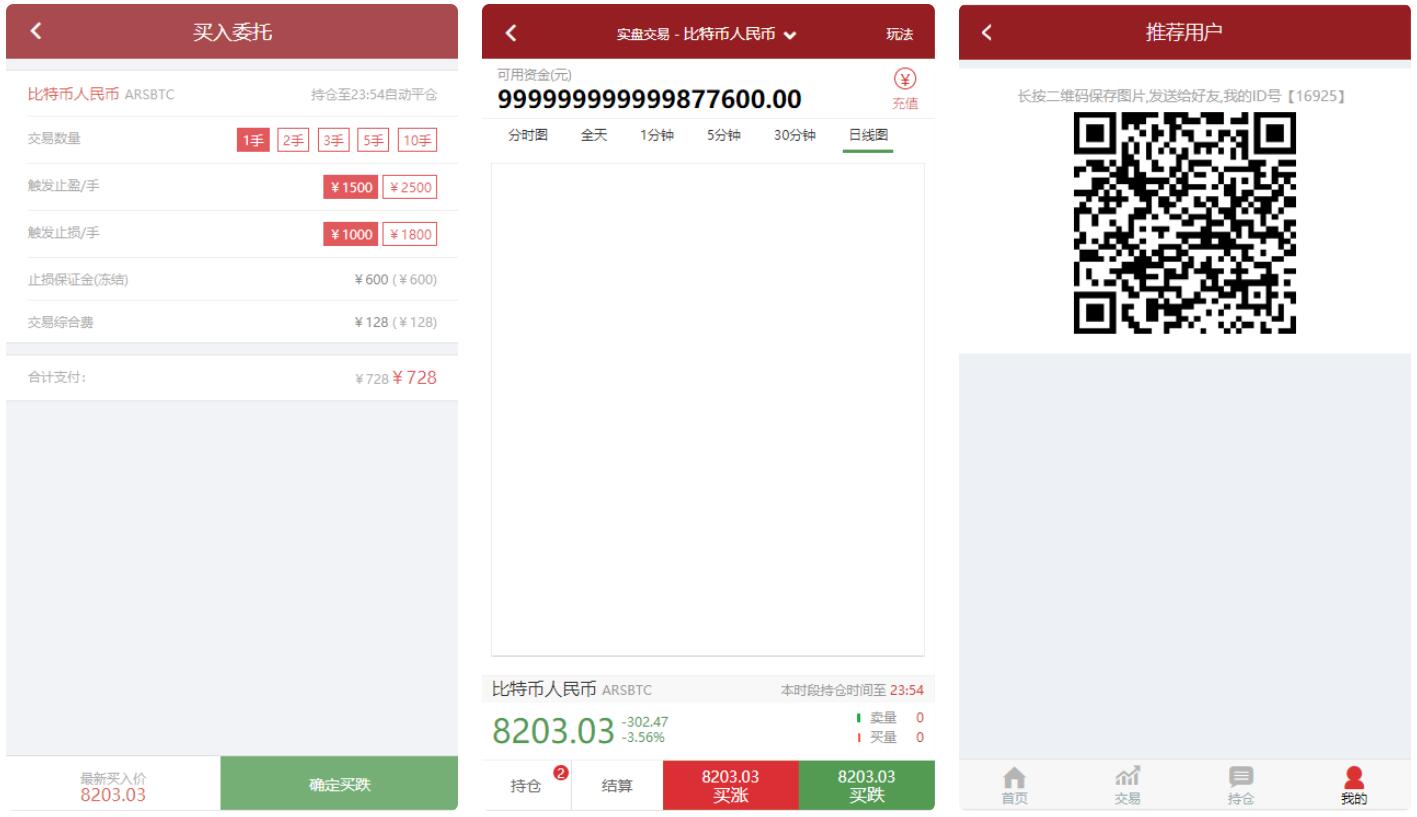 买入委托
比特币人民币 ARSBTC 持仓至23:54自动平仓
交易数量 1手 2手 3手 5手 10手
触发止盈/手 ¥1500 ¥2500
触发止损/手 ¥1000 ¥1800
止损保证金(冻结) ¥600 (¥600)
交易综合费 ¥128 (¥128)
合计支付: ¥728 ¥728
最新买入价
8203.03
确定买跌
实盘交易 - 比特币人民币 玩法
可用资金(元)
999999999999877600.00
充值
分时图 全天 1分钟 5分钟 30分钟 日线图
比特币人民币 ARSBTC 本时段持仓时间至 23:54
8203.03
-302.47
-3.56%
卖量 0
买量 0
持仓 2
结算
8203.03
买涨
8203.03
买跌
推荐用户
长按二维码保存图片,发送给好友,我的ID号【16925】
首页 交易 持仓 我的